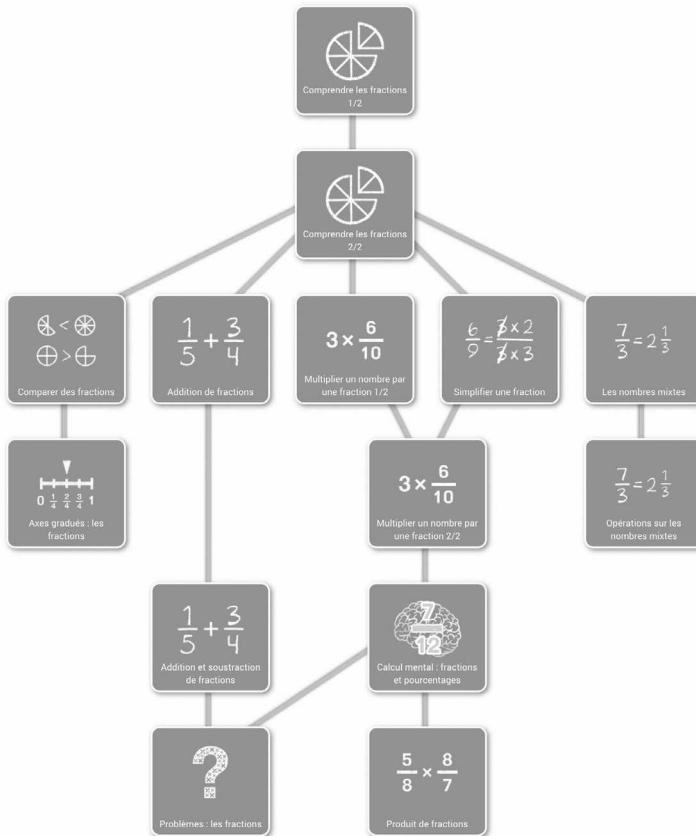 Comprendre les fractions
1/2
Comprendre les fractions
2/2
Comparer des fractions
1/5 + 3/4
Addition de fractions
3 × 6/10
Multiplier un nombre par
une fraction 1/2
6/9 = 3 × 2 / 3 × 3
Simplifier une fraction
7/3 = 2 1/3
Les nombres mixtes
0 1/4 2/4 3/4 1
Axes gradués : les
fractions
3 × 6/10
Multiplier un nombre par
une fraction 2/2
7/3 = 2 1/3
Opérations sur les
nombres mixtes
1/5 + 3/4
Addition et soustraction
de fractions
7/12
Calcul mental : fractions
et pourcentages
?
Problèmes : les fractions
5/8 × 8/7
Produit de fractions